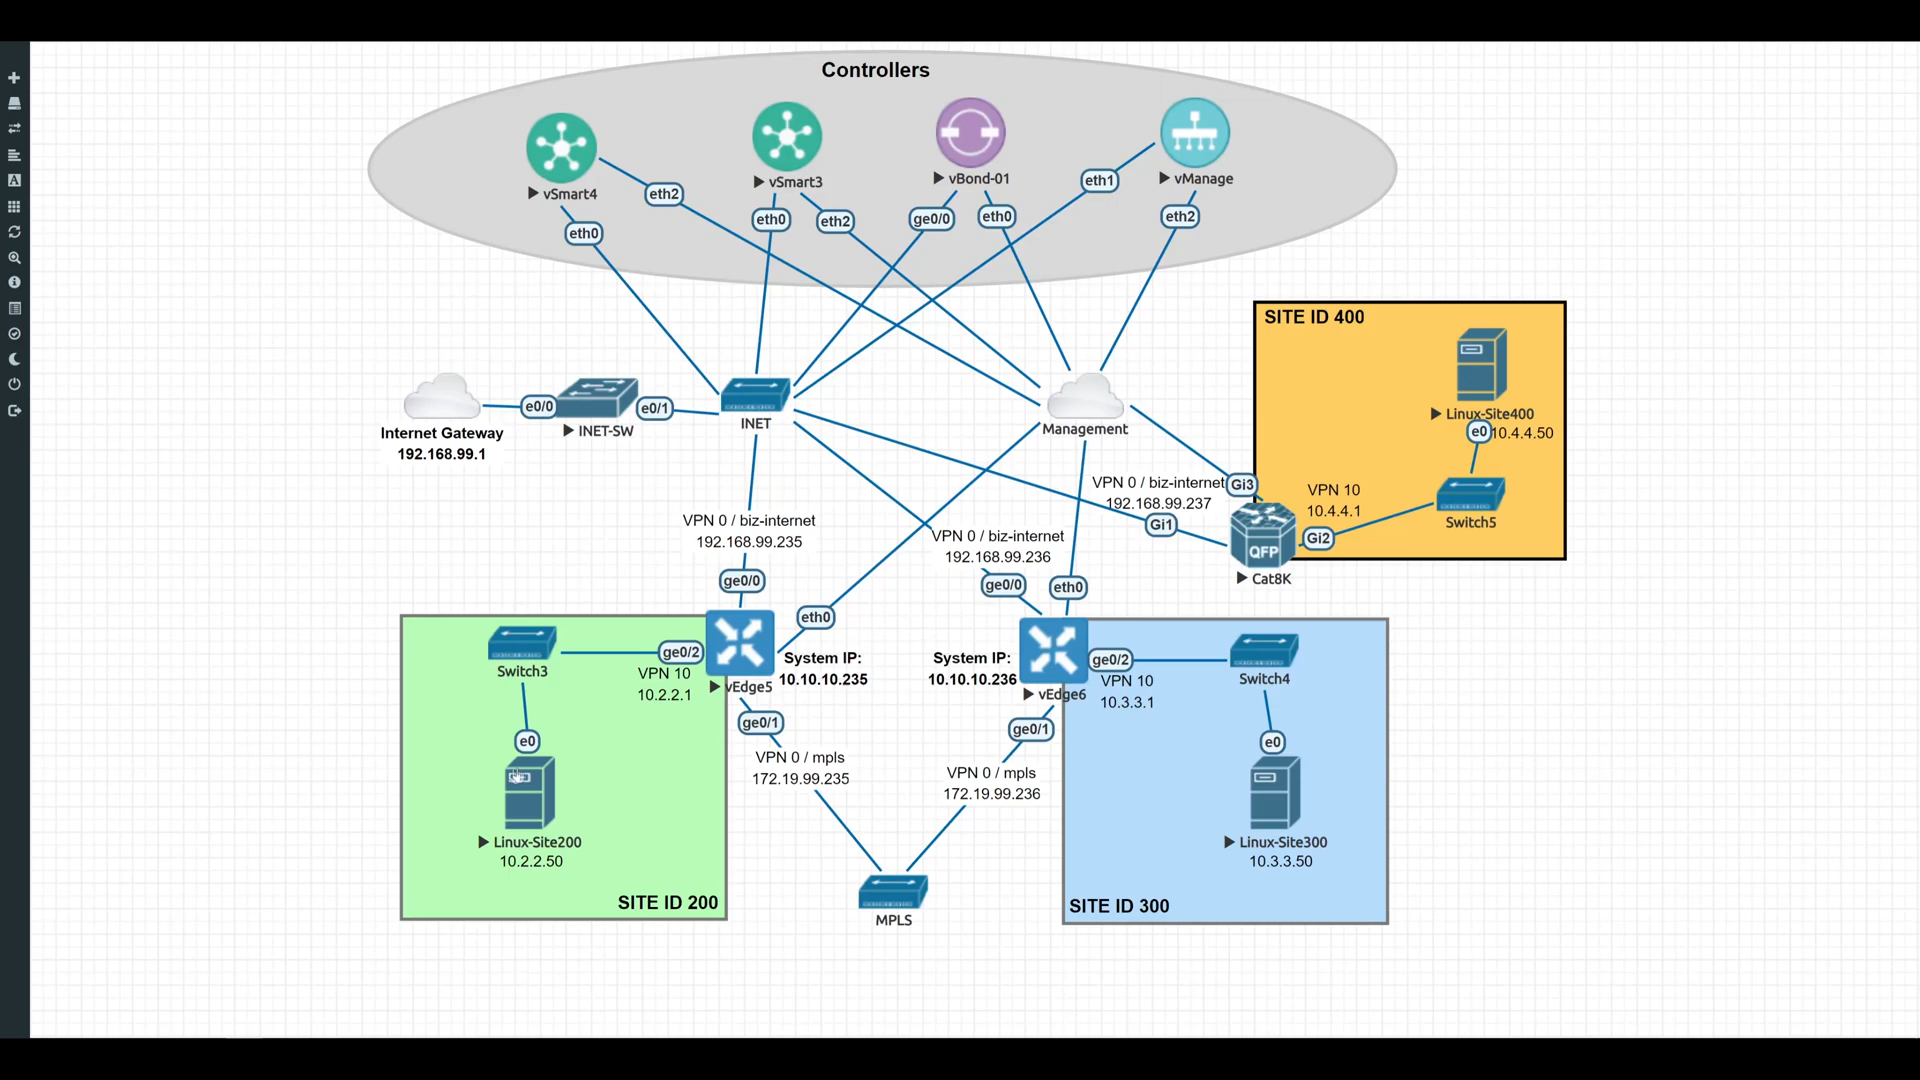 Controllers
vSmart4
vSmart3
vBond-01
vManage
eth2
eth0
eth0
eth2
ge0/0
eth0
eth1
eth2
SITE ID 400
Linux-Site400
e0
10.4.4.50
Internet Gateway
192.168.99.1
e0/0
INET-SW
e0/1
INET
Management
VPN 0 / biz-internet
192.168.99.237
Gi3
Gi1
VPN 10
10.4.4.1
Gi2
Switch5
QFP
Cat8K
VPN 0 / biz-internet
192.168.99.235
ge0/0
VPN 0 / biz-internet
192.168.99.236
ge0/0
eth0
eth0
Switch3
ge0/2
VPN 10
10.2.2.1
vEdge5
System IP:
10.10.10.235
System IP:
10.10.10.236
vEdge6
ge0/2
VPN 10
10.3.3.1
Switch4
ge0/1
ge0/1
e0
e0
VPN 0 / mpls
172.19.99.235
VPN 0 / mpls
172.19.99.236
Linux-Site200
10.2.2.50
SITE ID 200
Linux-Site300
10.3.3.50
SITE ID 300
MPLS